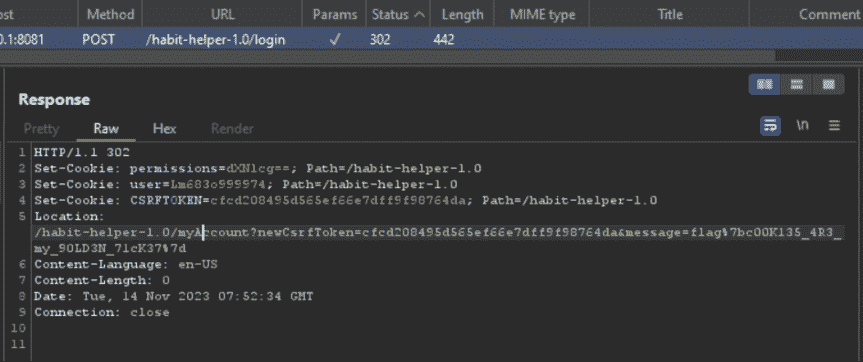 ost Method URL Params Status Length MIME type Title Comment
0.1:8081 POST /habit-helper-1.0/login ✓ 302 442
Response
Pretty Raw Hex Render \n
1 HTTP/1.1 302
2 Set-Cookie: permissions=dXNlcg==; Path=/habit-helper-1.0
3 Set-Cookie: user=Lm683o999974; Path=/habit-helper-1.0
4 Set-Cookie: CSRFTOKEN=cfcd208495d565ef66e7dff9f98764da; Path=/habit-helper-1.0
5 Location:
/habit-helper-1.0/myAccount?newCsrfToken=cfcd208495d565ef66e7dff9f98764da&message=flag%7bc00K135_4R3_
my_90LD3N_71cK37%7d
6 Content-Language: en-US
7 Content-Length: 0
8 Date: Tue, 14 Nov 2023 07:52:34 GMT
9 Connection: close
10
11